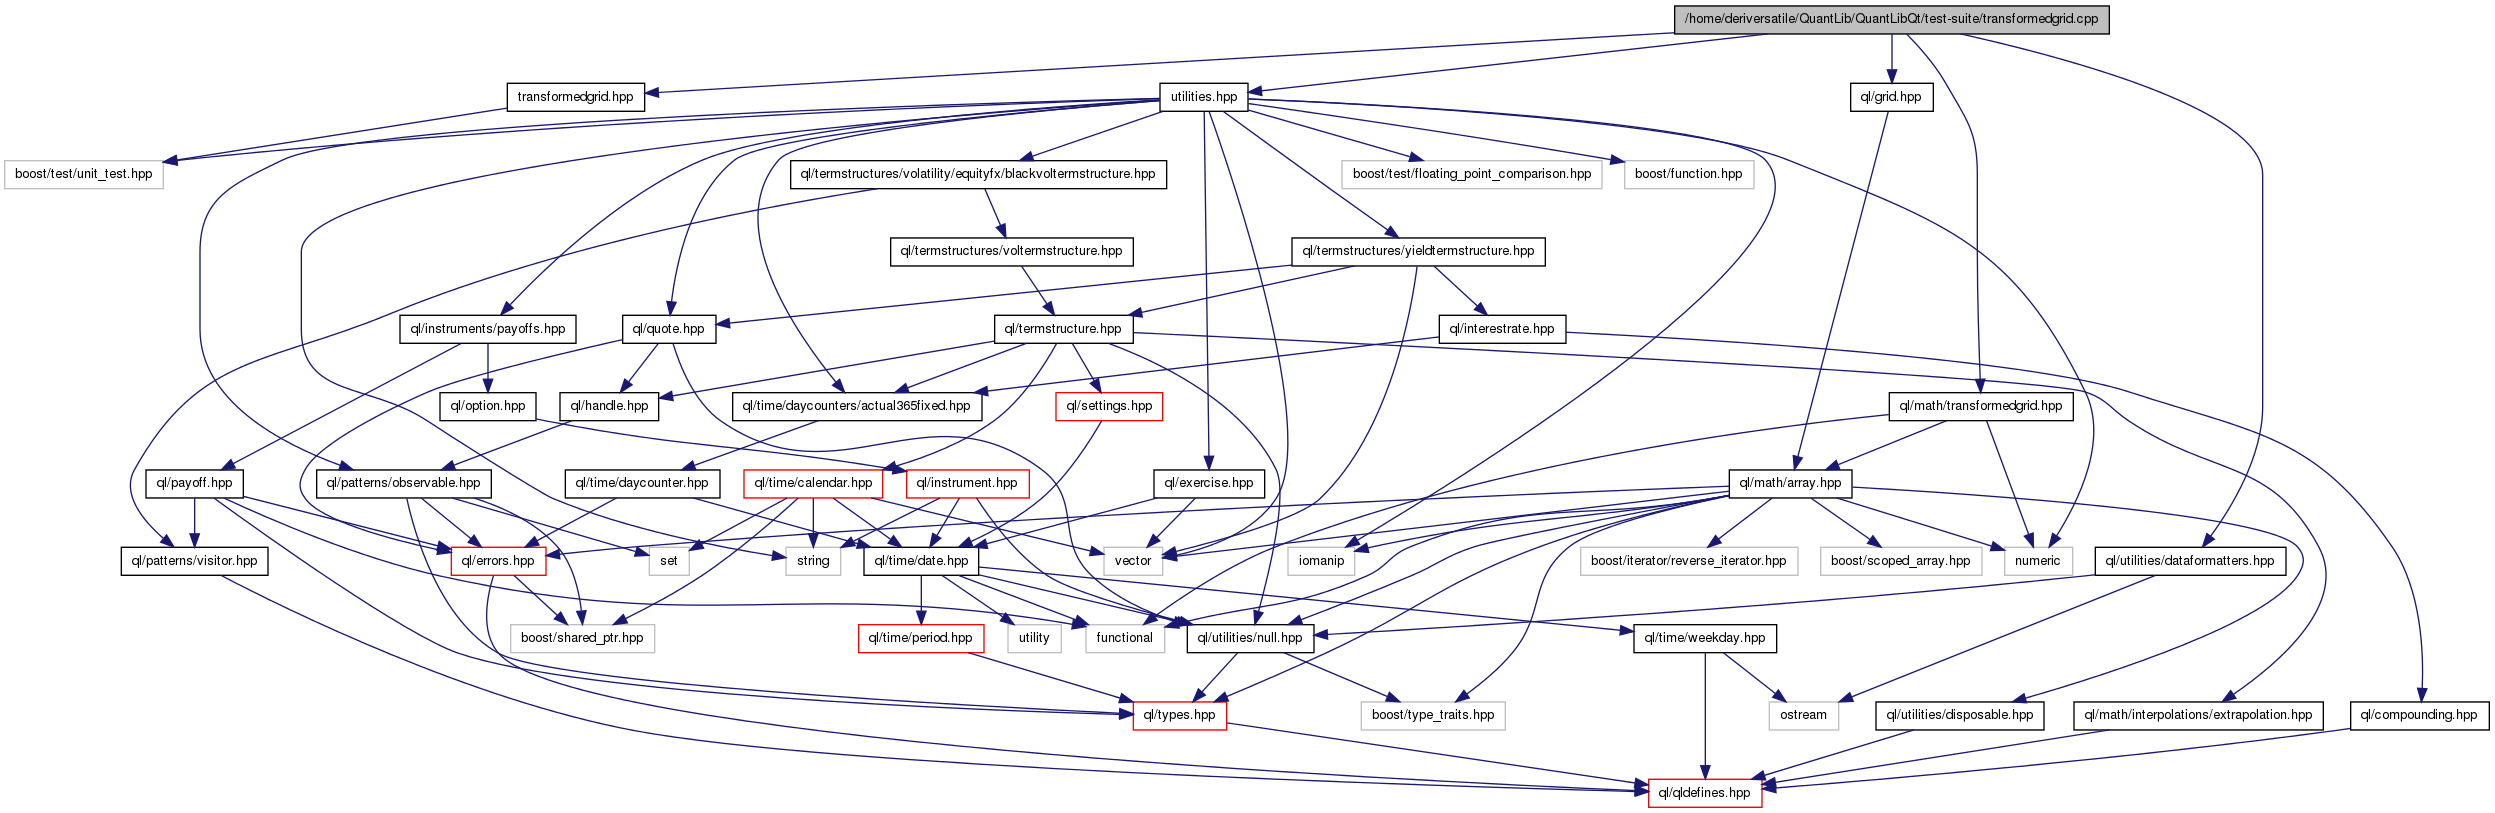 /home/deriversatile/QuantLib/QuantLibQt/test-suite/transformedgrid.cpp
transformedgrid.hpp
utilities.hpp
ql/grid.hpp
boost/test/unit_test.hpp
ql/termstructures/volatility/equityfx/blackvoltermstructure.hpp
boost/test/floating_point_comparison.hpp
boost/function.hpp
ql/termstructures/voltermstructure.hpp
ql/termstructures/yieldtermstructure.hpp
ql/instruments/payoffs.hpp
ql/quote.hpp
ql/termstructure.hpp
ql/interestrate.hpp
ql/option.hpp
ql/handle.hpp
ql/time/daycounters/actual365fixed.hpp
ql/settings.hpp
ql/math/transformedgrid.hpp
ql/payoff.hpp
ql/patterns/observable.hpp
ql/time/daycounter.hpp
ql/time/calendar.hpp
ql/instrument.hpp
ql/exercise.hpp
ql/math/array.hpp
ql/patterns/visitor.hpp
ql/errors.hpp
set
string
ql/time/date.hpp
vector
iomanip
boost/iterator/reverse_iterator.hpp
boost/scoped_array.hpp
numeric
ql/utilities/dataformatters.hpp
boost/shared_ptr.hpp
ql/time/period.hpp
utility
functional
ql/utilities/null.hpp
ql/time/weekday.hpp
ql/types.hpp
boost/type_traits.hpp
ostream
ql/utilities/disposable.hpp
ql/math/interpolations/extrapolation.hpp
ql/compounding.hpp
ql/qldefines.hpp